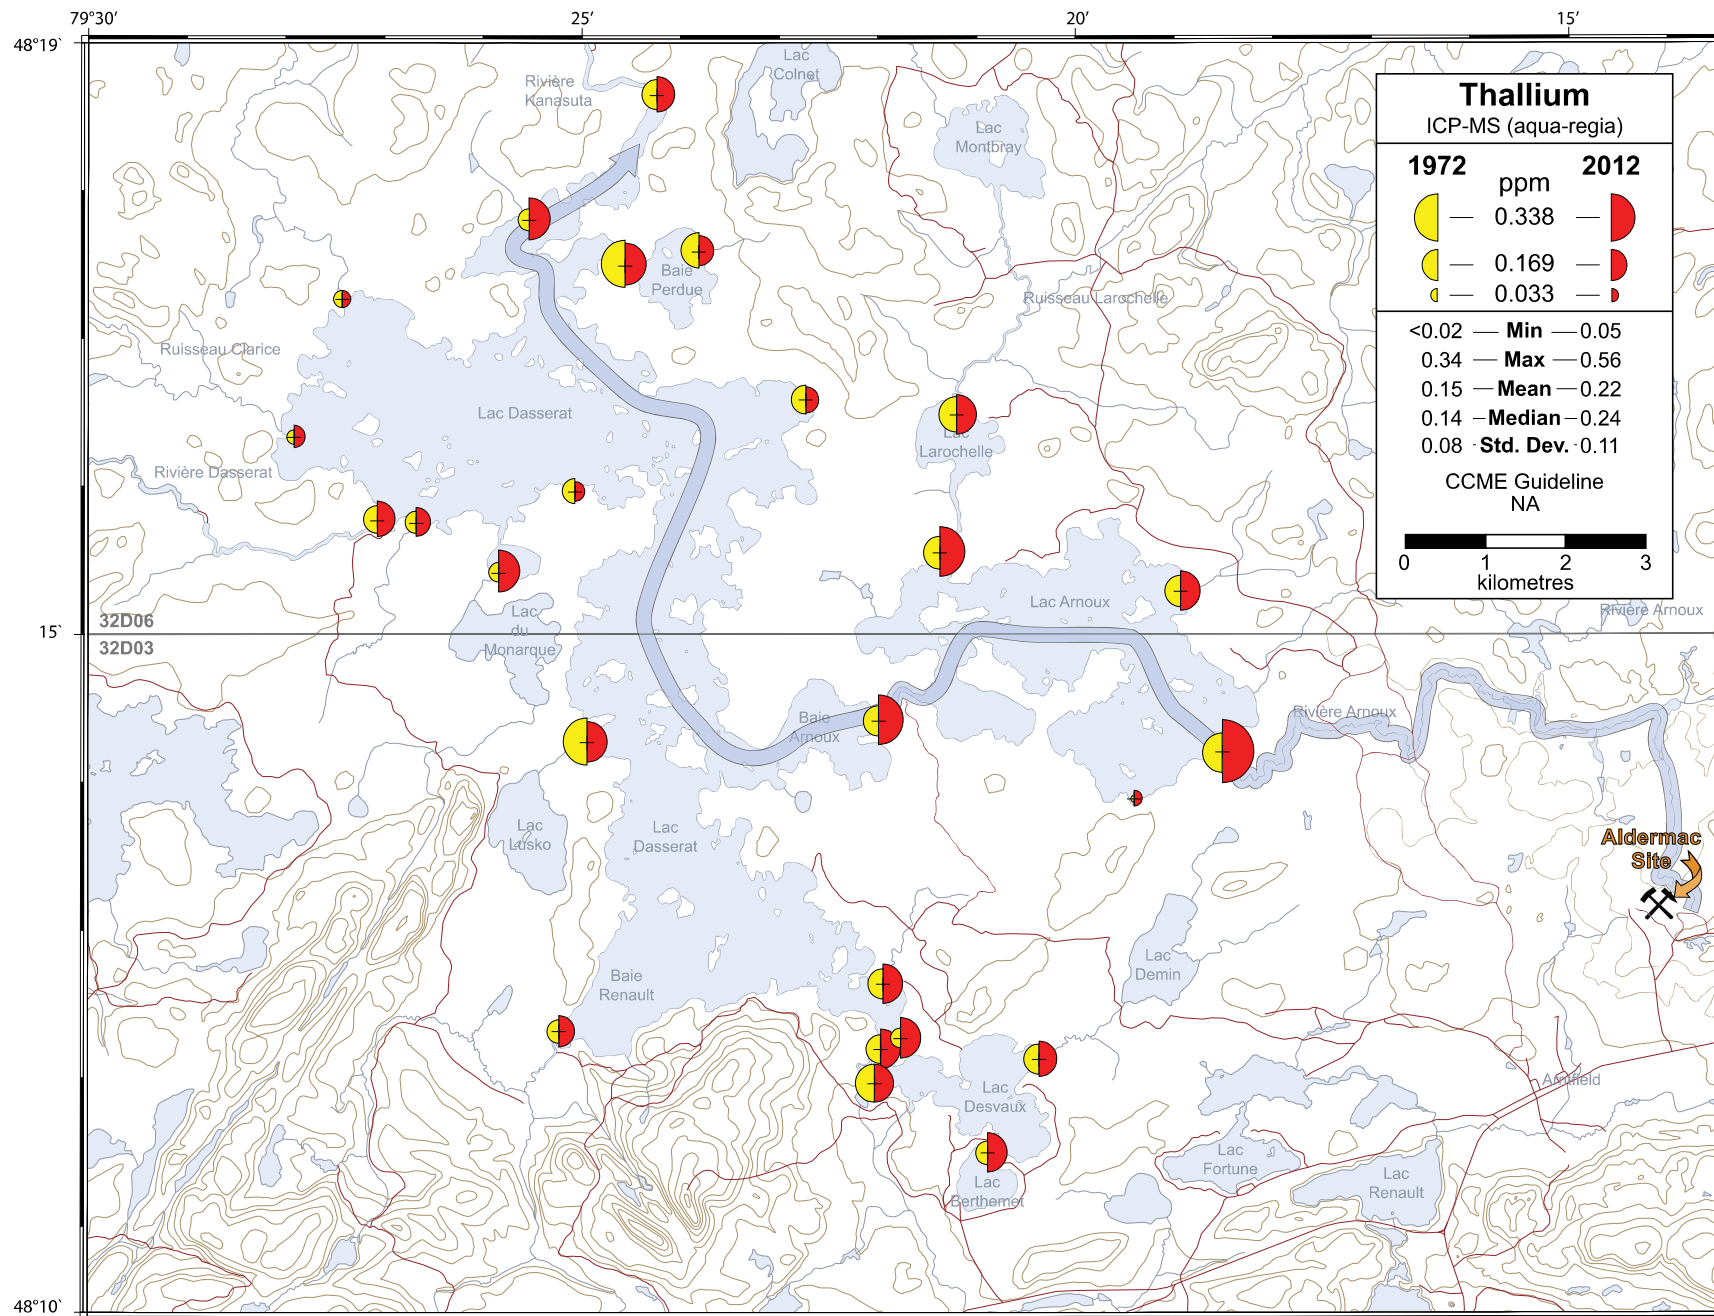 79°30′
25′
20′
15′
48°19`
Lac
Colnet
Rivière
Kanasuta
Lac
Montbray
Thallium
ICP-MS (aqua-regia)
1972
2012
ppm
0.338
0.169
0.033
<0.02 Min 0.05
0.34 Max 0.56
0.15 Mean 0.22
0.14 Median 0.24
0.08 Std. Dev. 0.11
CCME Guideline
NA
0 1 2 3
kilometres
Baie
Perdue
Ruisseau Larochelle
Ruisseau Clarice
Lac Dasserat
Lac
Larochelle
Rivière Dasserat
Lac Arnoux
Rivière Arnoux
32D06
15`
32D03
Lac
du
Monarque
Baie
Arnoux
Rivière Arnoux
Lac
Lusko
Lac
Dasserat
Aldermac
Site
Lac
Demin
Baie
Renault
Lac
Desvaux
Arntfield
Lac
Fortune
Lac
Renault
Lac
Berthemet
48°10`